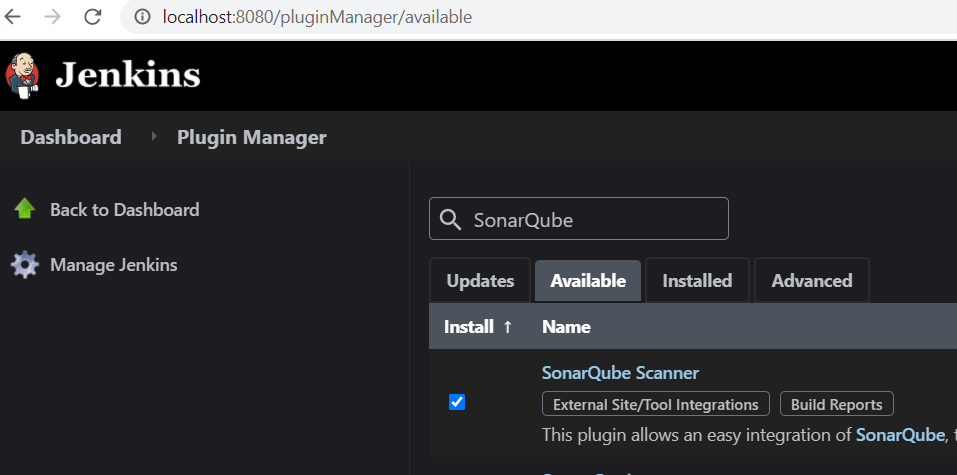 localhost:8080/pluginManager/available
Jenkins
Dashboard Plugin Manager
Back to Dashboard
Manage Jenkins
SonarQube
Updates Available Installed Advanced
Install ↑ Name
SonarQube Scanner
External Site/Tool Integrations Build Reports
This plugin allows an easy integration of SonarQube,